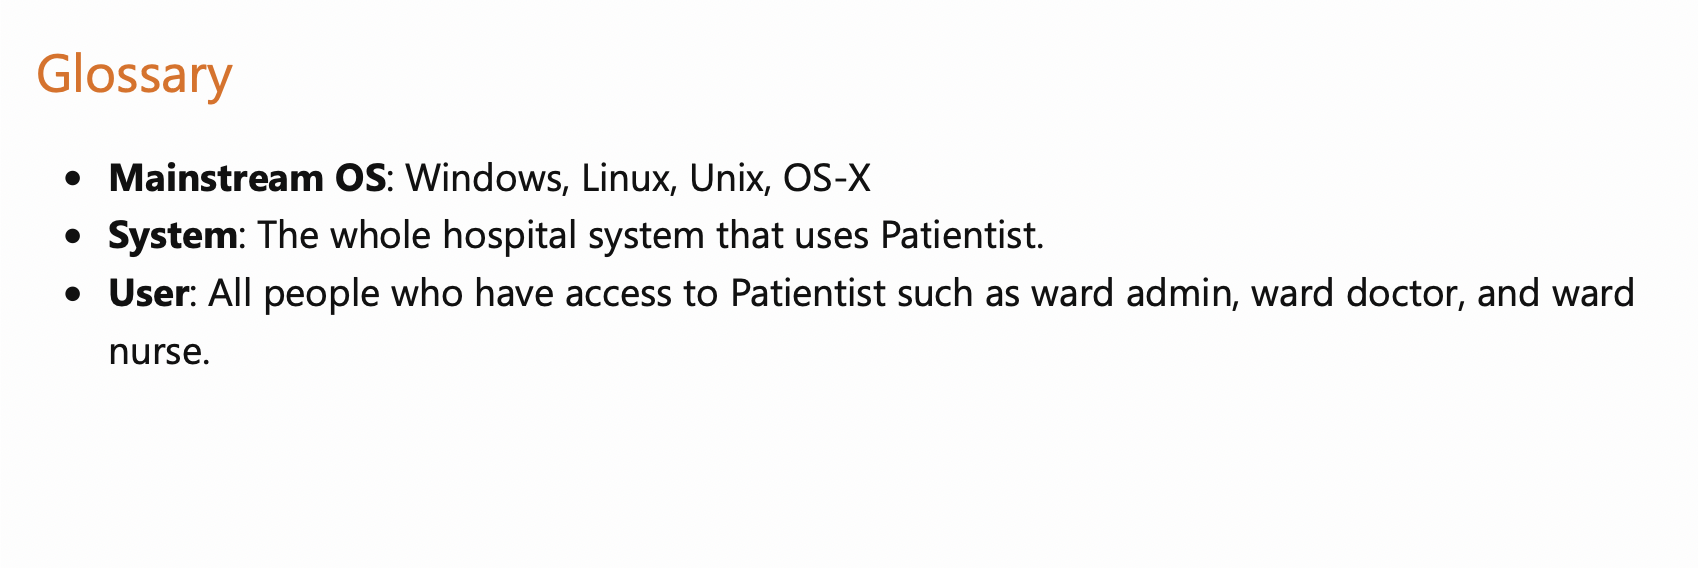 Glossary
• Mainstream OS: Windows, Linux, Unix, OS-X
• System: The whole hospital system that uses Patientist.
• User: All people who have access to Patientist such as ward admin, ward doctor, and ward
nurse.